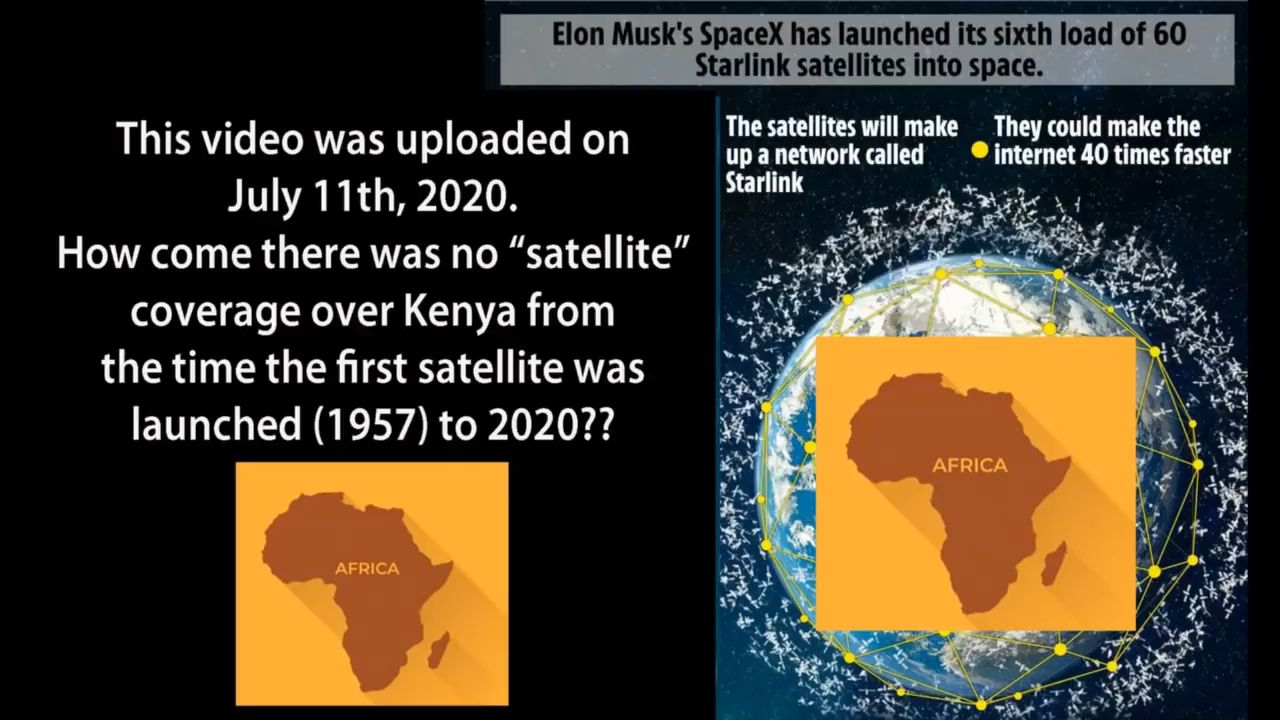 Elon Musk's SpaceX has launched its sixth load of 60
Starlink satellites into space.
This video was uploaded on
July 11th, 2020.
How come there was no “satellite”
coverage over Kenya from
the time the first satellite was
launched (1957) to 2020??
AFRICA
The satellites will make
up a network called
Starlink
They could make the
internet 40 times faster
AFRICA